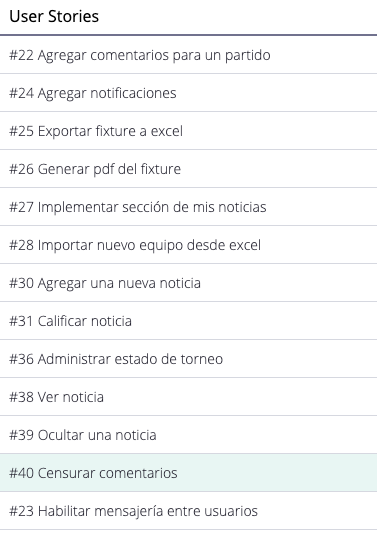 User Stories
#22 Agregar comentarios para un partido
#24 Agregar notificaciones
#25 Exportar fixture a excel
#26 Generar pdf del fixture
#27 Implementar sección de mis noticias
#28 Importar nuevo equipo desde excel
#30 Agregar una nueva noticia
#31 Calificar noticia
#36 Administrar estado de torneo
#38 Ver noticia
#39 Ocultar una noticia
#40 Censurar comentarios
#23 Habilitar mensajería entre usuarios